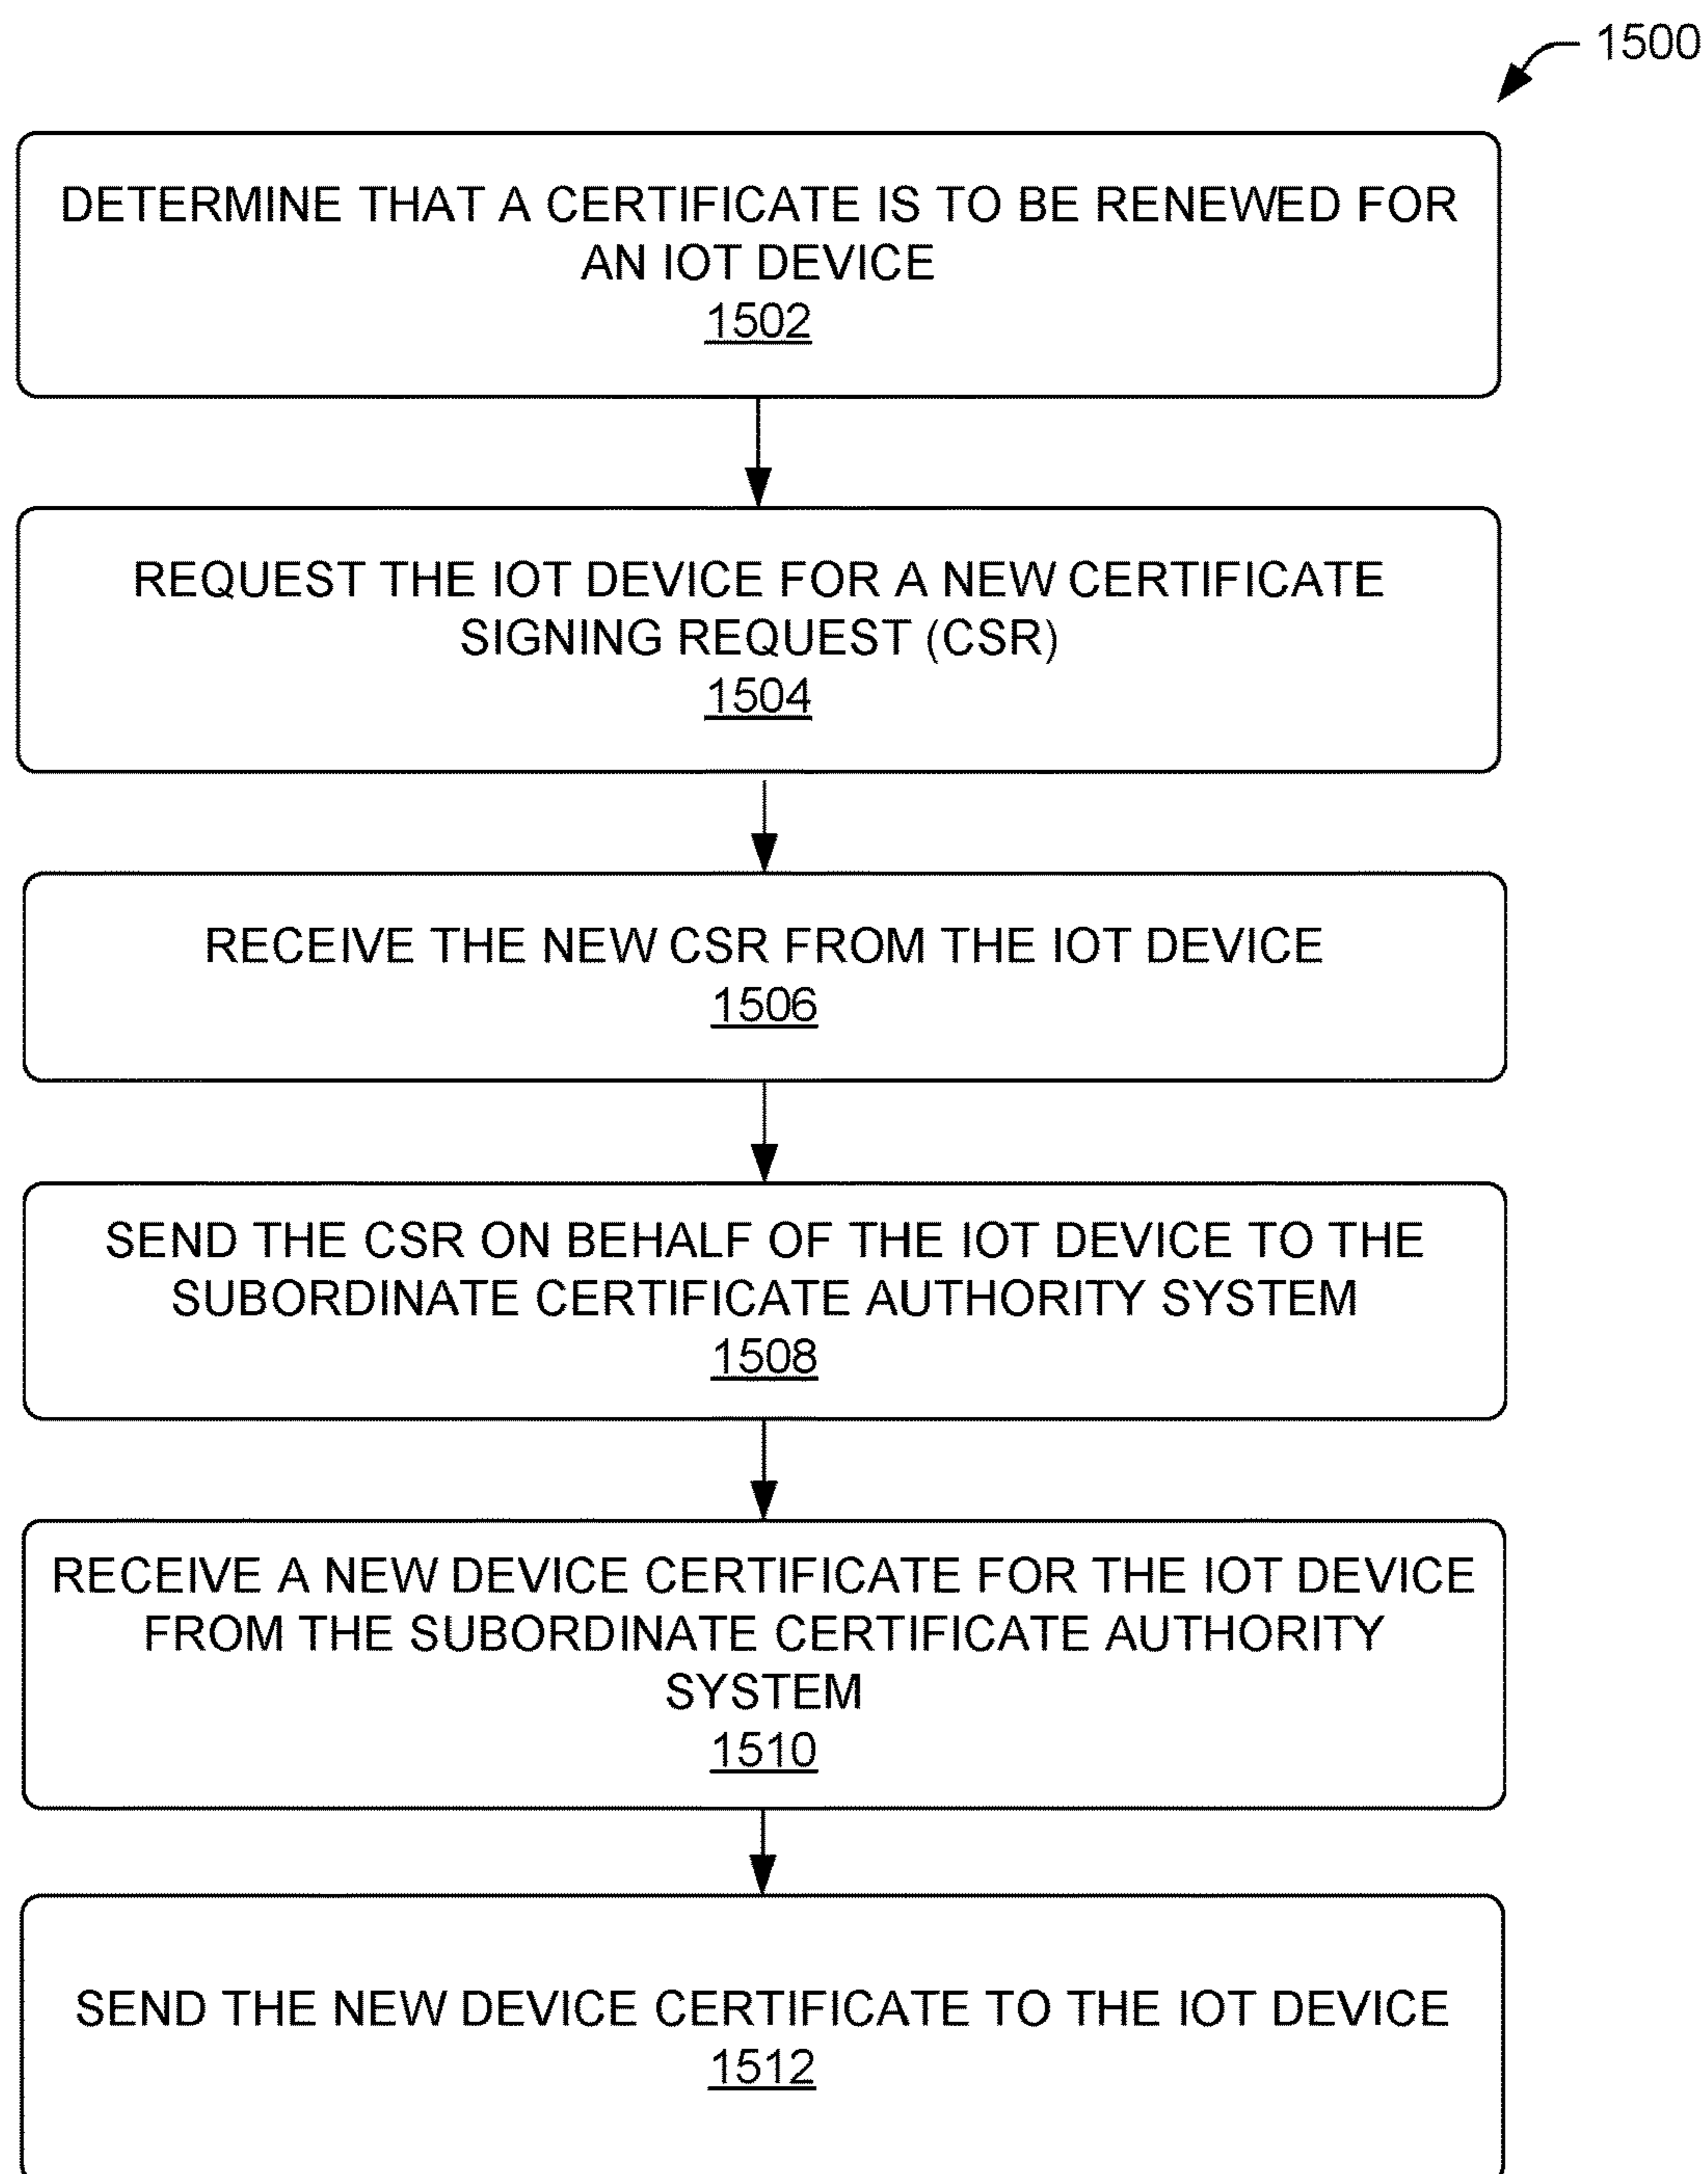 1500
DETERMINE THAT A CERTIFICATE IS TO BE RENEWED FOR
AN IOT DEVICE
1502
REQUEST THE IOT DEVICE FOR A NEW CERTIFICATE
SIGNING REQUEST (CSR)
1504
RECEIVE THE NEW CSR FROM THE IOT DEVICE
1506
SEND THE CSR ON BEHALF OF THE IOT DEVICE TO THE
SUBORDINATE CERTIFICATE AUTHORITY SYSTEM
1508
RECEIVE A NEW DEVICE CERTIFICATE FOR THE IOT DEVICE
FROM THE SUBORDINATE CERTIFICATE AUTHORITY
SYSTEM
1510
SEND THE NEW DEVICE CERTIFICATE TO THE IOT DEVICE
1512